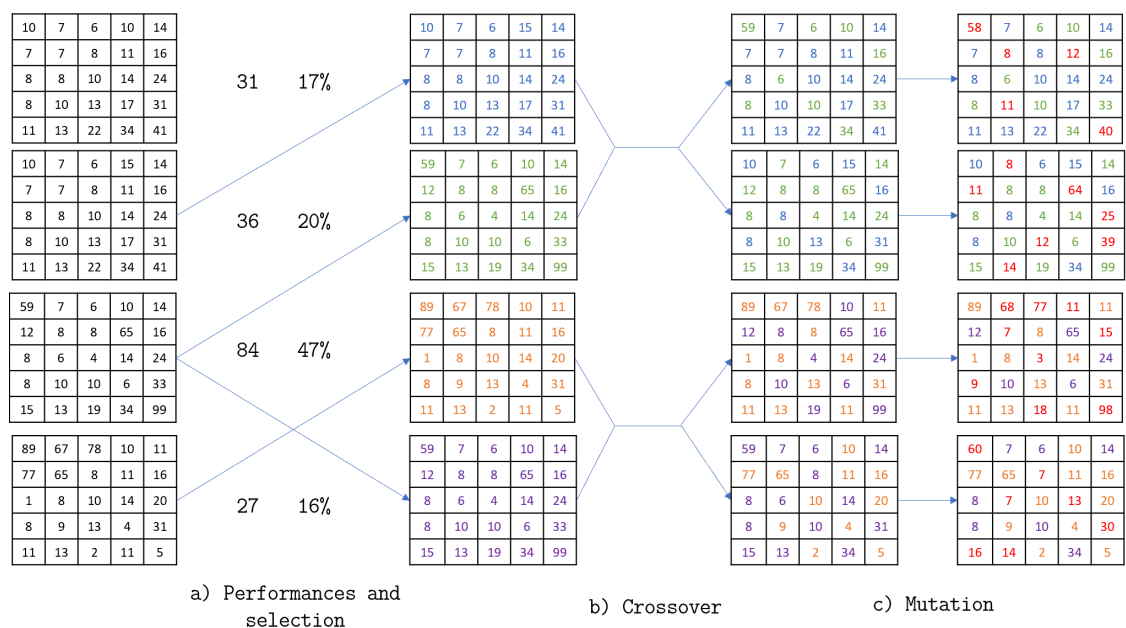 10 7 6 10 14 10 7 6 15 14 59 7 6 10 14 58 7 6 10 14
7 7 8 11 16 7 7 8 11 16 7 7 8 11 16 7 8 8 12 16
8 8 10 14 24 31 17% 8 8 10 14 24 8 6 10 14 24 8 6 10 14 24
8 10 13 17 31 8 10 13 17 31 8 10 10 17 33 8 11 10 17 33
11 13 22 34 41 11 13 22 34 41 11 13 22 34 41 11 13 22 34 40
10 7 6 15 14 59 7 6 10 14 10 7 6 15 14 10 8 6 15 14
7 7 8 11 16 12 8 8 65 16 12 8 8 65 16 11 8 8 64 16
8 8 10 14 24 36 20% 8 6 4 14 24 8 8 4 14 24 8 8 4 14 25
8 10 13 17 31 8 10 10 6 33 8 10 13 6 31 8 10 12 6 39
11 13 22 34 41 15 13 19 34 99 15 13 19 34 99 15 14 19 34 99
59 7 6 10 14 89 67 78 10 11 89 67 78 10 11 89 68 77 11 11
12 8 8 65 16 77 65 8 11 16 12 8 8 65 16 12 7 8 65 15
8 6 4 14 24 84 47% 1 8 10 14 20 1 8 4 14 24 1 8 3 14 24
8 10 10 6 33 8 9 13 4 31 8 10 13 6 31 9 10 13 6 31
15 13 19 34 99 11 13 2 11 5 11 13 19 11 99 11 13 18 11 98
89 67 78 10 11 59 7 6 10 14 59 7 6 10 14 60 7 6 10 14
77 65 8 11 16 12 8 8 65 16 77 65 8 11 16 77 65 7 11 16
1 8 10 14 20 27 16% 8 6 4 14 24 8 6 10 14 20 8 7 10 13 20
8 9 13 4 31 8 10 10 6 33 8 9 10 4 31 8 9 10 4 30
11 13 2 11 5 15 13 19 34 99 15 13 2 34 5 16 14 2 34 5
a) Performances and
selection
b) Crossover
c) Mutation